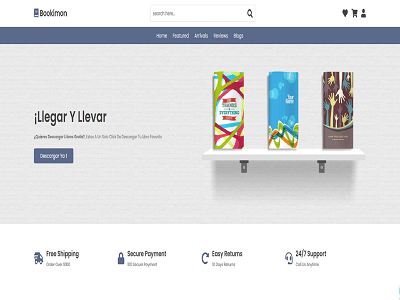 Bookimon
search here...
Home Featured Arrivals Reviews Blogs
¡Llegar Y Llevar
¿Quieres Descargar Libros Gratis? Estas A Un Solo Click De Descargar Tu Libro Favorito
Descargar Ya !
SUMMER
EVERYTHING
Your Name
Free Shipping
Order Over $100
Secure Payment
100 Secure Payment
Easy Returns
10 Days Returns
24/7 Support
Call Us Anytime